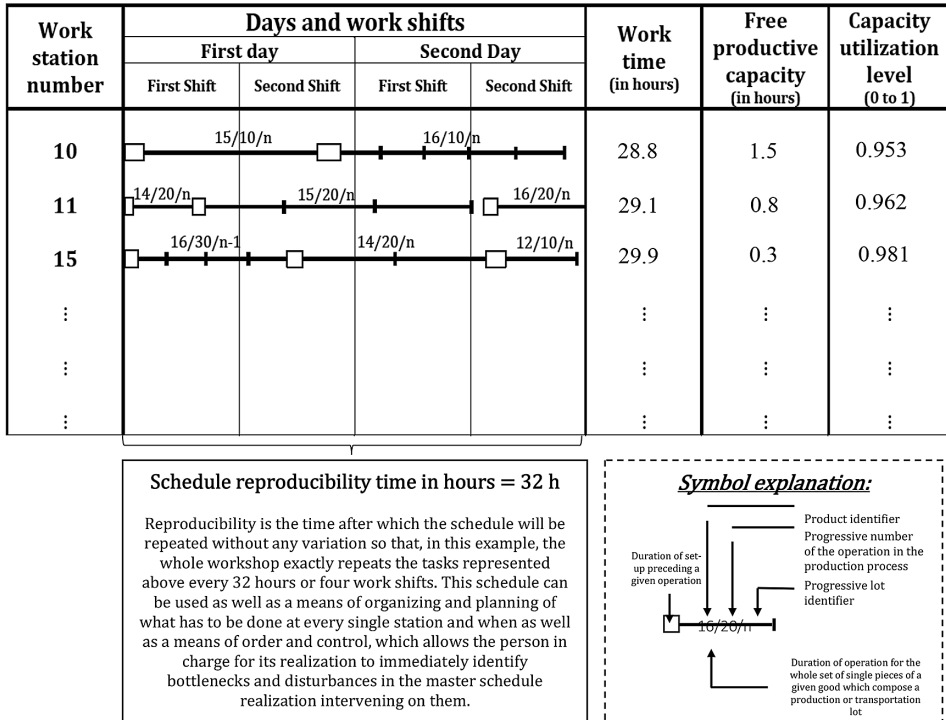 Work station number
Days and work shifts
First day
Second Day
First Shift
Second Shift
First Shift
Second Shift
Work time (in hours)
Free productive capacity (in hours)
Capacity utilization level (0 to 1)
10
15/10/n
16/10/n
28.8
1.5
0.953
11
14/20/n
15/20/n
16/20/n
29.1
0.8
0.962
15
16/30/n-1
14/20/n
12/10/n
29.9
0.3
0.981
⋮ ⋮ ⋮ ⋮
⋮ ⋮ ⋮ ⋮
⋮ ⋮ ⋮ ⋮
Schedule reproducibility time in hours = 32 h
Reproducibility is the time after which the schedule will be
repeated without any variation so that, in this example, the
whole workshop exactly repeats the tasks represented
above every 32 hours or four work shifts. This schedule can
be used as well as a means of organizing and planning of
what has to be done at every single station and when as well
as a means of order and control, which allows the person in
charge for its realization to immediately identify
bottlenecks and disturbances in the master schedule
realization intervening on them.
Symbol explanation:
Product identifier
Progressive number
of the operation in the
production process
Progressive lot
identifier
Duration of set-
up preceding a
given operation
16/20/n
Duration of operation for the
whole set of single pieces of a
given good which compose a
production or transportation
lot